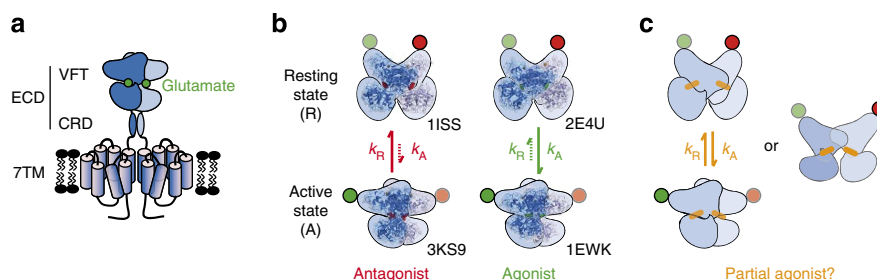 a
VFT
Glutamate
ECD
CRD
7TM
b
Resting
state
(R)
1ISS
2E4U
kR
kA
kR
kA
Active
state
(A)
3KS9
1EWK
Antagonist
Agonist
c
kR
kA
or
Partial agonist?